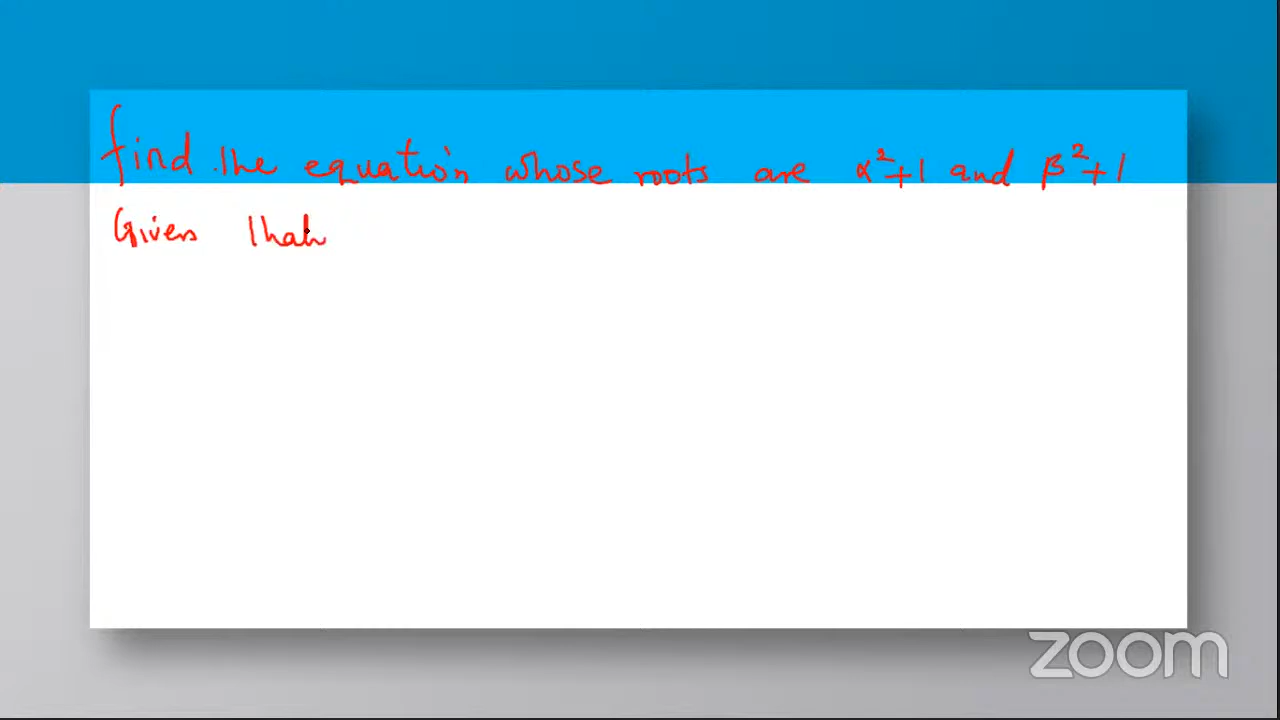 find the equation whose roots are α²+1 and β²+1
Given that
zoom